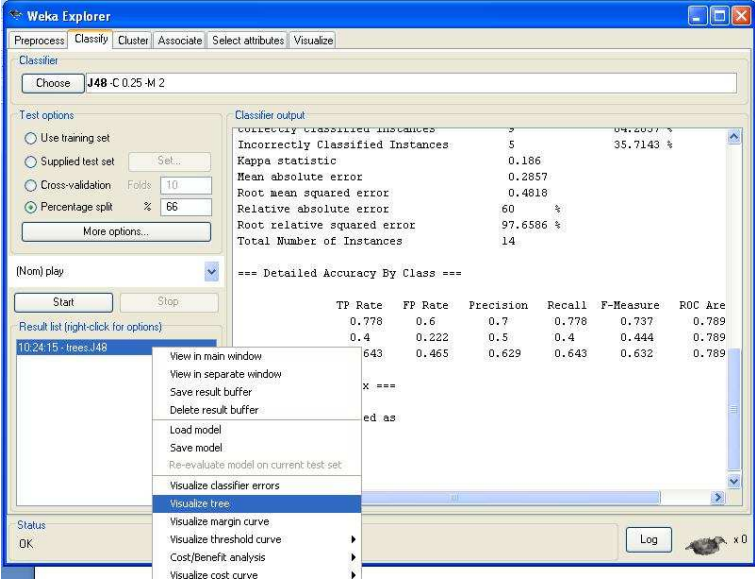 Weka Explorer
Preprocess Classify Cluster Associate Select attributes Visualize
Classifier
Choose J48 -C 0.25 -M 2
Test options
Use training set
Supplied test set Set...
Cross-validation Folds 10
Percentage split % 66
More options...
(Nom) play
Start Stop
Result list (right-click for options)
10:24:15 - trees.J48
Classifier output
Correctly Classified Instances 9 64.2857 %
Incorrectly Classified Instances 5 35.7143 %
Kappa statistic 0.186
Mean absolute error 0.2857
Root mean squared error 0.4818
Relative absolute error 60 %
Root relative squared error 97.6586 %
Total Number of Instances 14
=== Detailed Accuracy By Class ===
TP Rate FP Rate Precision Recall F-Measure ROC Are
0.778 0.6 0.7 0.778 0.737 0.789
0.4 0.222 0.5 0.4 0.444 0.789
643 0.465 0.629 0.643 0.632 0.789
x ===
ed as
View in main window
View in separate window
Save result buffer
Delete result buffer
Load model
Save model
Re-evaluate model on current test set
Visualize classifier errors
Visualize tree
Visualize margin curve
Visualize threshold curve
Cost/Benefit analysis
Visualize cost curve
Status
OK
Log
x 0